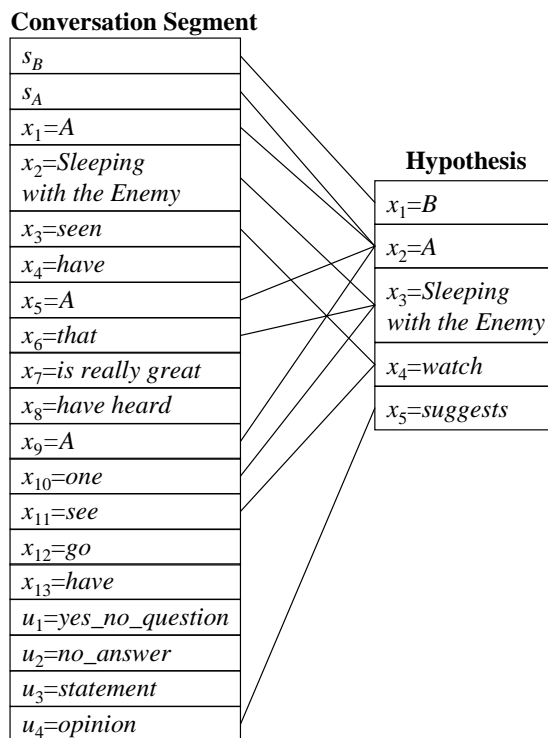 Conversation Segment
s_B
s_A
x_1=A
x_2=Sleeping
with the Enemy
x_3=seen
x_4=have
x_5=A
x_6=that
x_7=is really great
x_8=have heard
x_9=A
x_10=one
x_11=see
x_12=go
x_13=have
u_1=yes_no_question
u_2=no_answer
u_3=statement
u_4=opinion
Hypothesis
x_1=B
x_2=A
x_3=Sleeping
with the Enemy
x_4=watch
x_5=suggests